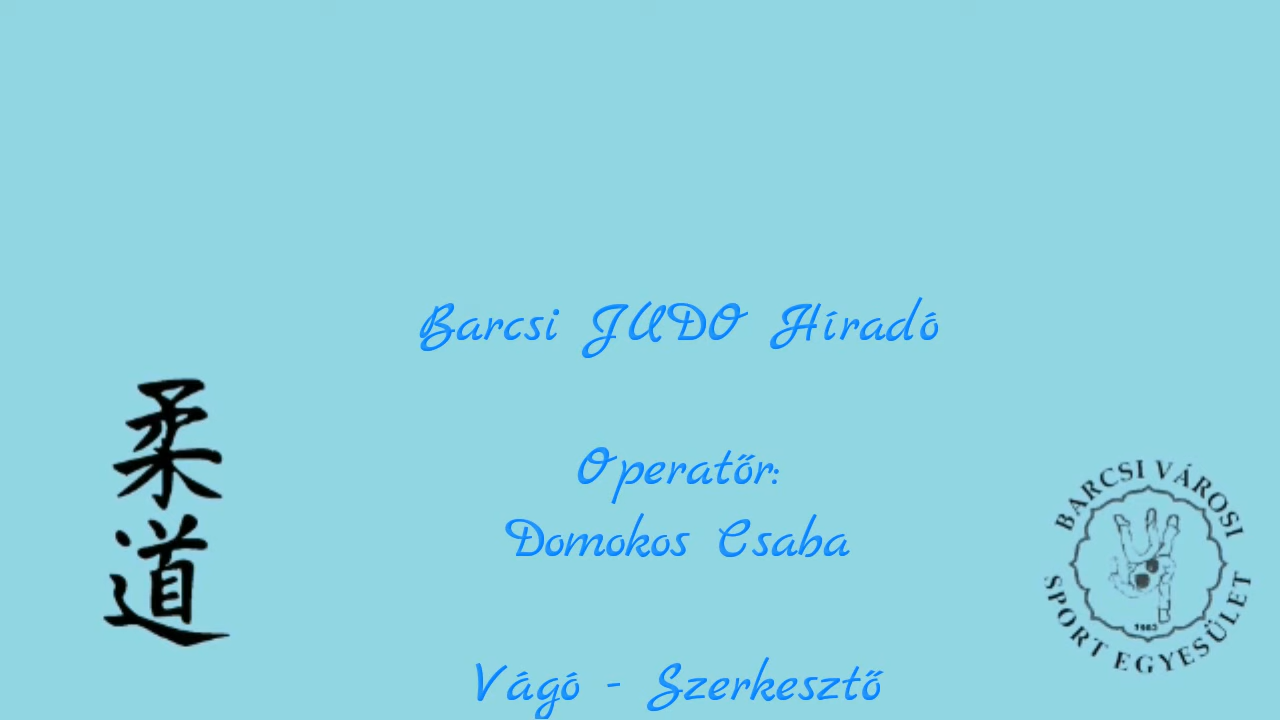 Barcsi JUDO Híradó
Operatőr:
Domokos Csaba
Vágó - Szerkesztő
柔道
BARCSI VÁROSI
SPORT EGYESÜLET